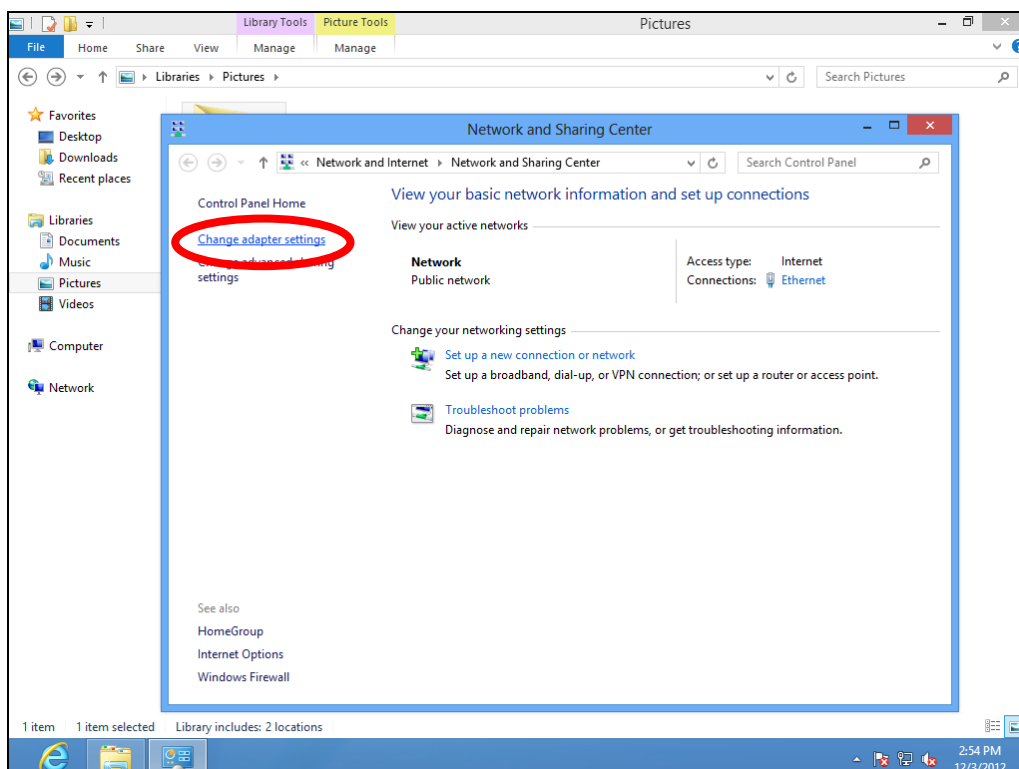 Library Tools Picture Tools Pictures
File Home Share View Manage Manage
Libraries Pictures
Search Pictures
Favorites
Desktop
Downloads
Recent places
Libraries
Documents
Music
Pictures
Videos
Computer
Network
Network and Sharing Center
« Network and Internet Network and Sharing Center
Search Control Panel
Control Panel Home
Change adapter settings
Change advanced sharing
settings
View your basic network information and set up connections
View your active networks
Network
Public network
Access type: Internet
Connections: Ethernet
Change your networking settings
Set up a new connection or network
Set up a broadband, dial-up, or VPN connection; or set up a router or access point.
Troubleshoot problems
Diagnose and repair network problems, or get troubleshooting information.
See also
HomeGroup
Internet Options
Windows Firewall
1 item 1 item selected Library includes: 2 locations
2:54 PM
12/3/2012